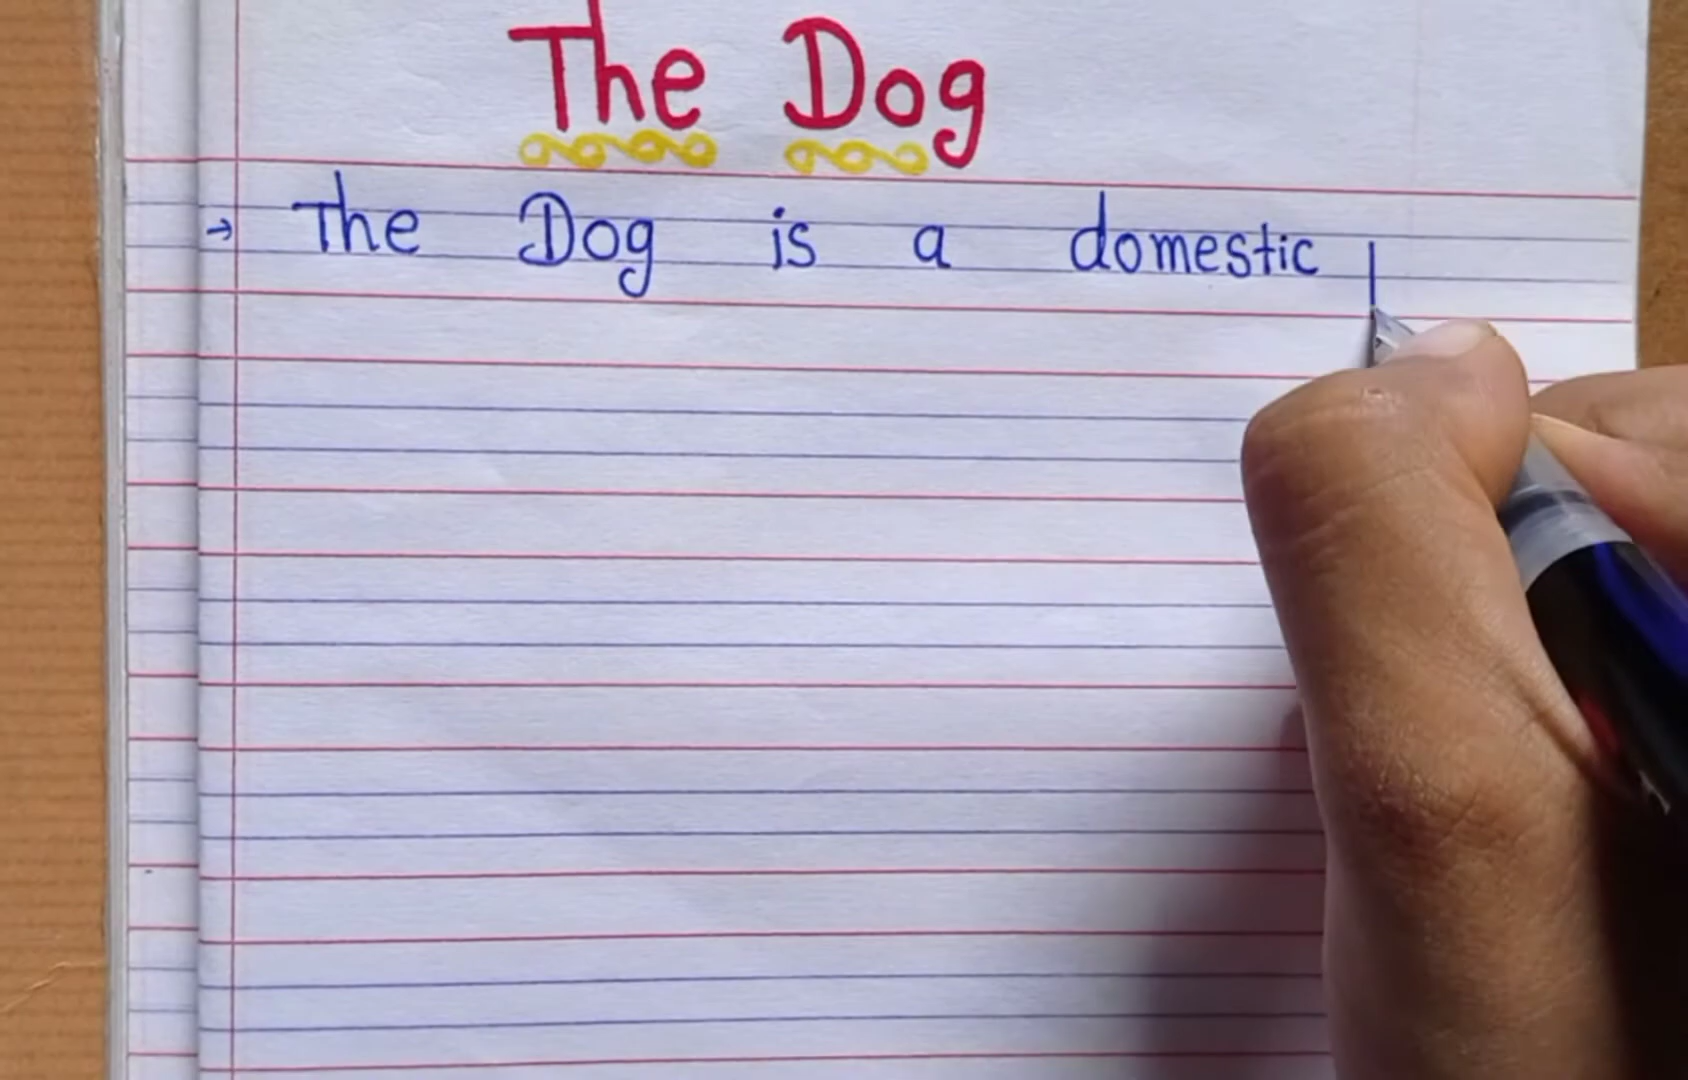 The Dog
→ The Dog is a domestic